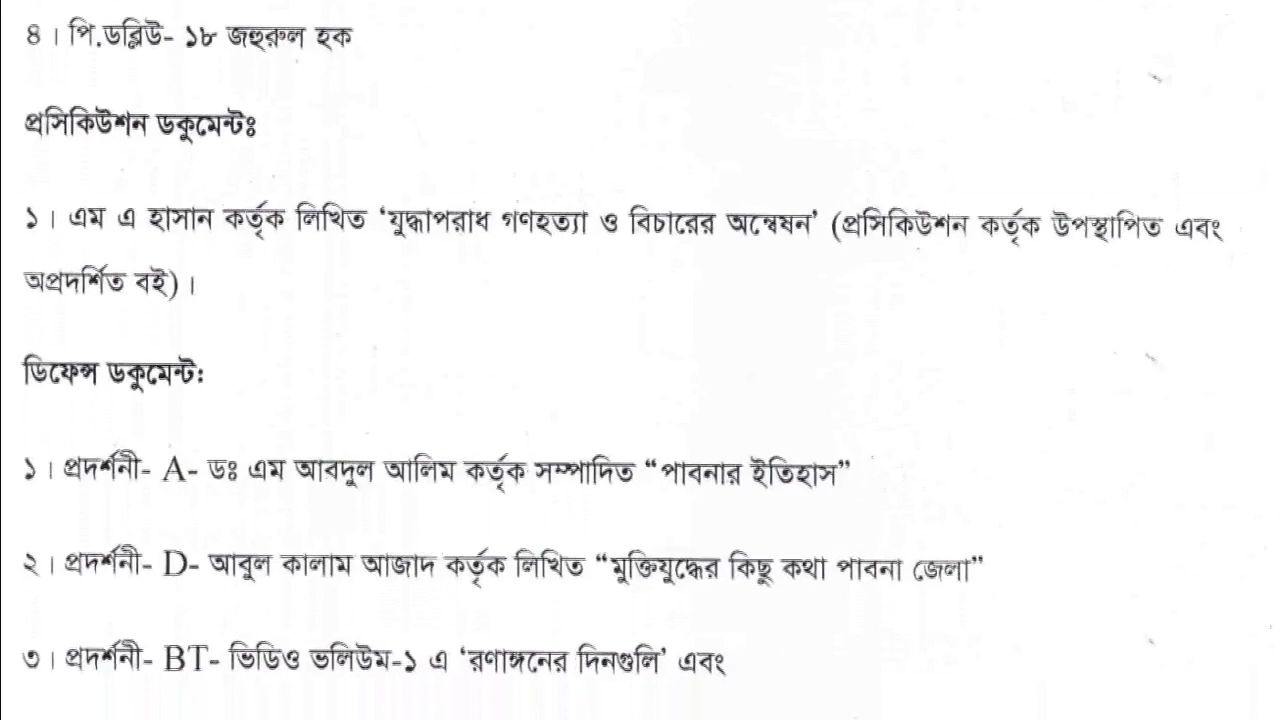 ৪। পি.ডব্লিউ- ১৮ জহুরুল হক
প্রসিকিউশন ডকুমেন্টঃ
১। এম এ হাসান কর্তৃক লিখিত ‘যুদ্ধাপরাধ গণহত্যা ও বিচারের অন্বেষন’ (প্রসিকিউশন কর্তৃক উপস্থাপিত এবং
অপ্রদর্শিত বই)।
ডিফেন্স ডকুমেন্ট:
১। প্রদর্শনী- A- ডঃ এম আবদুল আলিম কর্তৃক সম্পাদিত “পাবনার ইতিহাস”
২। প্রদর্শনী- D- আবুল কালাম আজাদ কর্তৃক লিখিত “মুক্তিযুদ্ধের কিছু কথা পাবনা জেলা”
৩। প্রদর্শনী- BT- ভিডিও ভলিউম-১ এ ‘রণাঙ্গনের দিনগুলি’ এবং